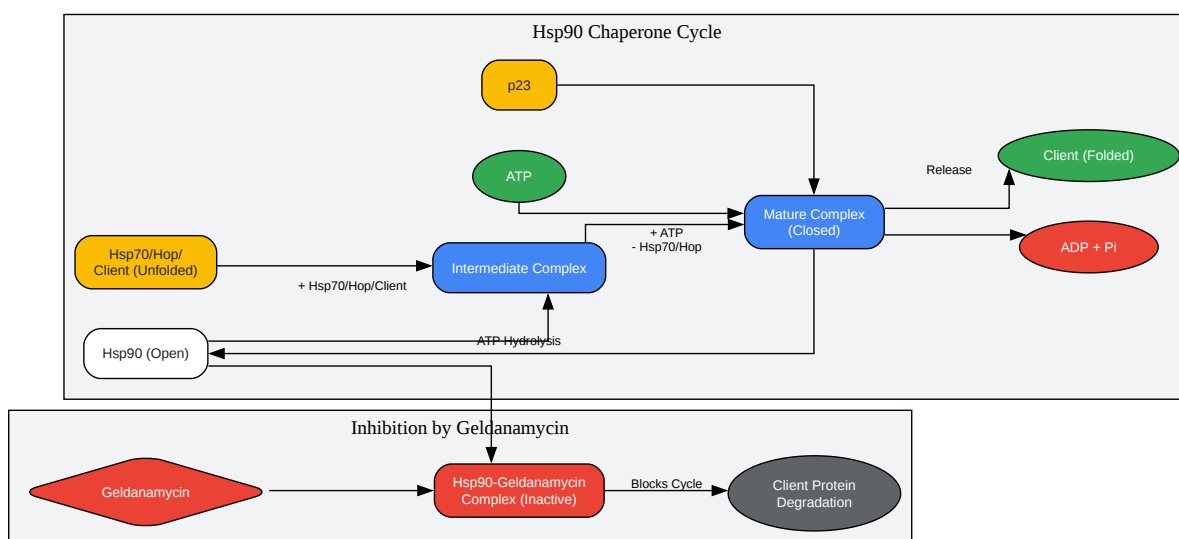 Hsp90 Chaperone Cycle
p23
ATP
Client (Folded)
Release
Mature Complex
(Closed)
+ ATP
- Hsp70/Hop
ADP + Pi
Hsp70/Hop/
Client (Unfolded)
Intermediate Complex
+ Hsp70/Hop/Client
ATP Hydrolysis
Hsp90 (Open)
Inhibition by Geldanamycin
Geldanamycin
Hsp90-Geldanamycin
Complex (Inactive)
Blocks Cycle
Client Protein
Degradation